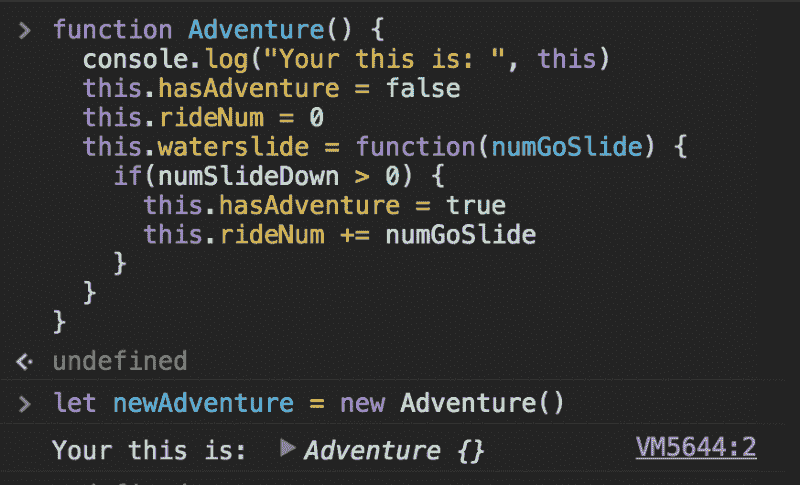 > function Adventure() {
console.log("Your this is: ", this)
this.hasAdventure = false
this.rideNum = 0
this.waterslide = function(numGoSlide) {
if(numSlideDown > 0) {
this.hasAdventure = true
this.rideNum += numGoSlide
}
}
}
undefined
> let newAdventure = new Adventure()
Your this is: ▶ Adventure {} VM5644:2